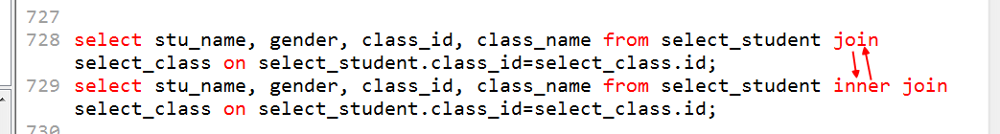 727
728 select stu_name, gender, class_id, class_name from select_student join
select_class on select_student.class_id=select_class.id;
729 select stu_name, gender, class_id, class_name from select_student inner join
select_class on select_student.class_id=select_class.id;
730